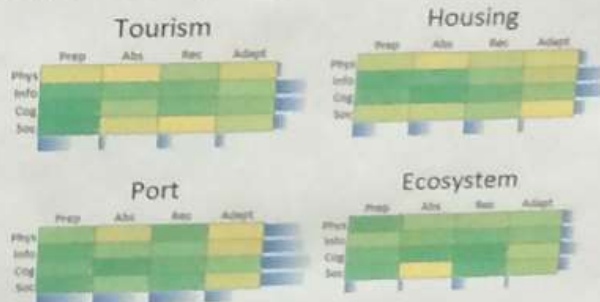 Tourism
Prep Abs Rec Adapt
Phys
Info
Cog
Soc
Housing
Prep Abs Rec Adapt
Phys
Info
Cog
Soc
Port
Prep Abs Rec Adapt
Phys
Info
Cog
Soc
Ecosystem
Prep Abs Rec Adapt
Phys
Info
Cog
Soc